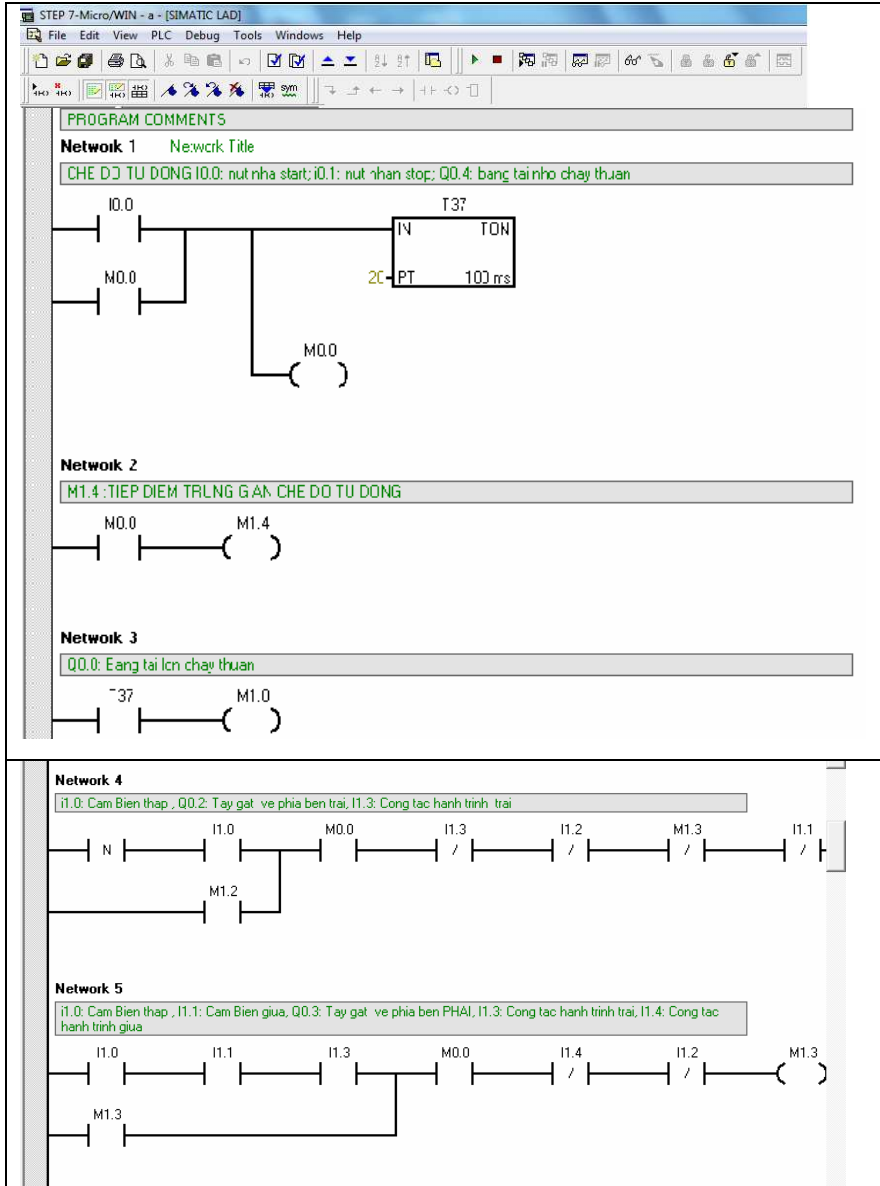 STEP 7-Micro/WIN - a - [SIMATIC LAD]
File Edit View PLC Debug Tools Windows Help
sym
PROGRAM COMMENTS
Network 1 Network Title
CHE DO TU DONG I0.0: nut nha start; i0.1: nut nhan stop; Q0.4: bang tai nho chay thuan
I0.0 T37
IN TON
M0.0 20 PT 100 ms
M0.0
Network 2
M1.4 :TIEP DIEM TRUNG GIAN CHE DO TU DONG
M0.0 M1.4
Network 3
Q0.0: Bang tai lon chay thuan
T37 M1.0
Network 4
i1.0: Cam Bien thap , Q0.2: Tay gat ve phia ben trai, I1.3: Cong tac hanh trinh trai
I1.0 M0.0 I1.3 I1.2 M1.3 I1.1
N / / / /
M1.2
Network 5
i1.0: Cam Bien thap , I1.1: Cam Bien giua, Q0.3: Tay gat ve phia ben PHAI, I1.3: Cong tac hanh trinh trai, I1.4: Cong tac
hanh trinh giua
I1.0 I1.1 I1.3 M0.0 I1.4 I1.2 M1.3
/ /
M1.3